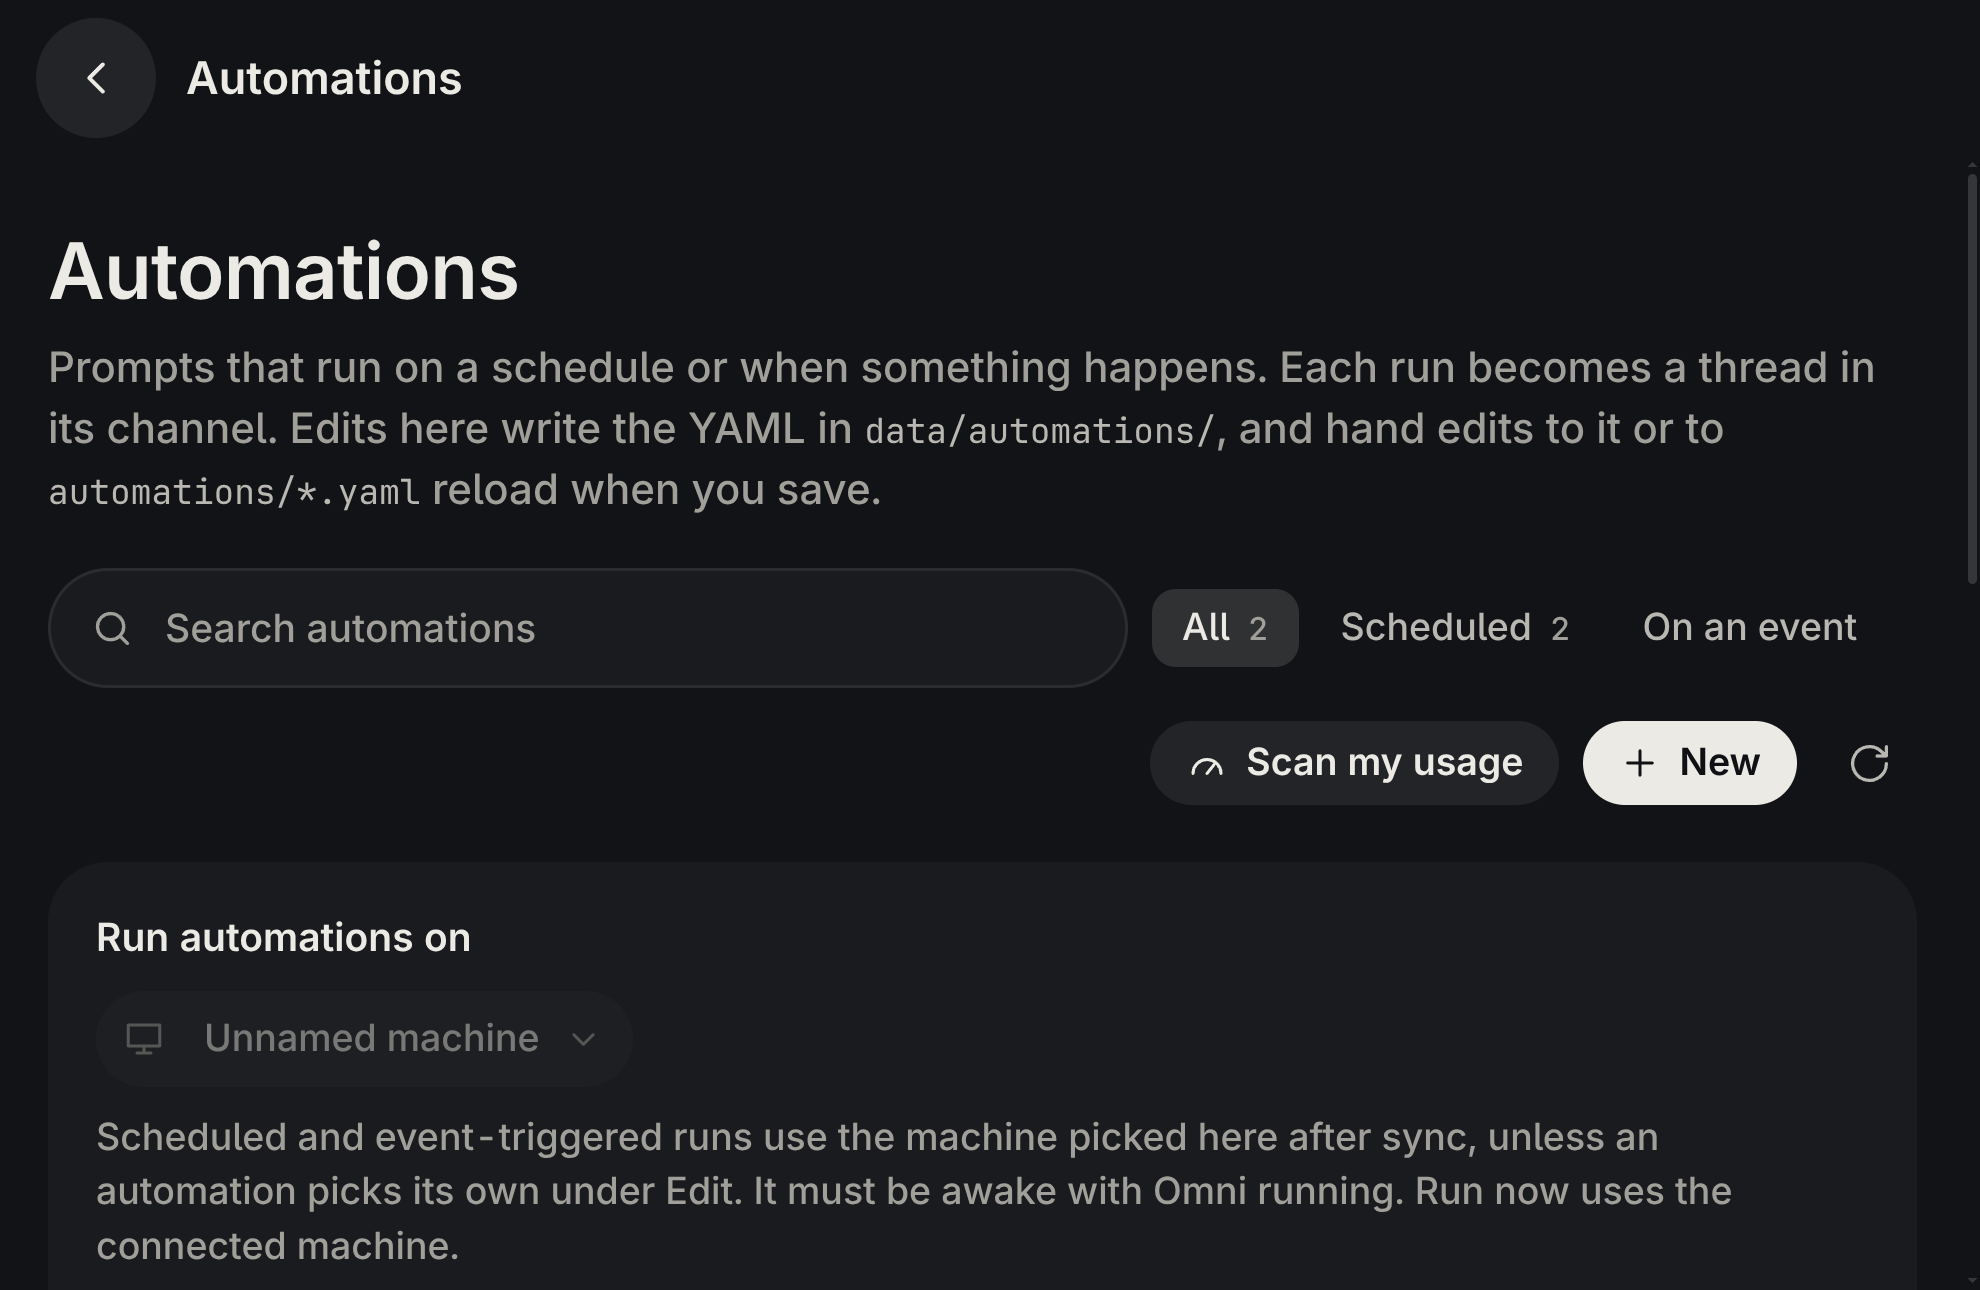 Automations
Automations
Prompts that run on a schedule or when something happens. Each run becomes a thread in
its channel. Edits here write the YAML in data/automations/, and hand edits to it or to
automations/*.yaml reload when you save.
Search automations
All 2 Scheduled 2 On an event
Scan my usage New
Run automations on
Unnamed machine
Scheduled and event-triggered runs use the machine picked here after sync, unless an
automation picks its own under Edit. It must be awake with Omni running. Run now uses the
connected machine.